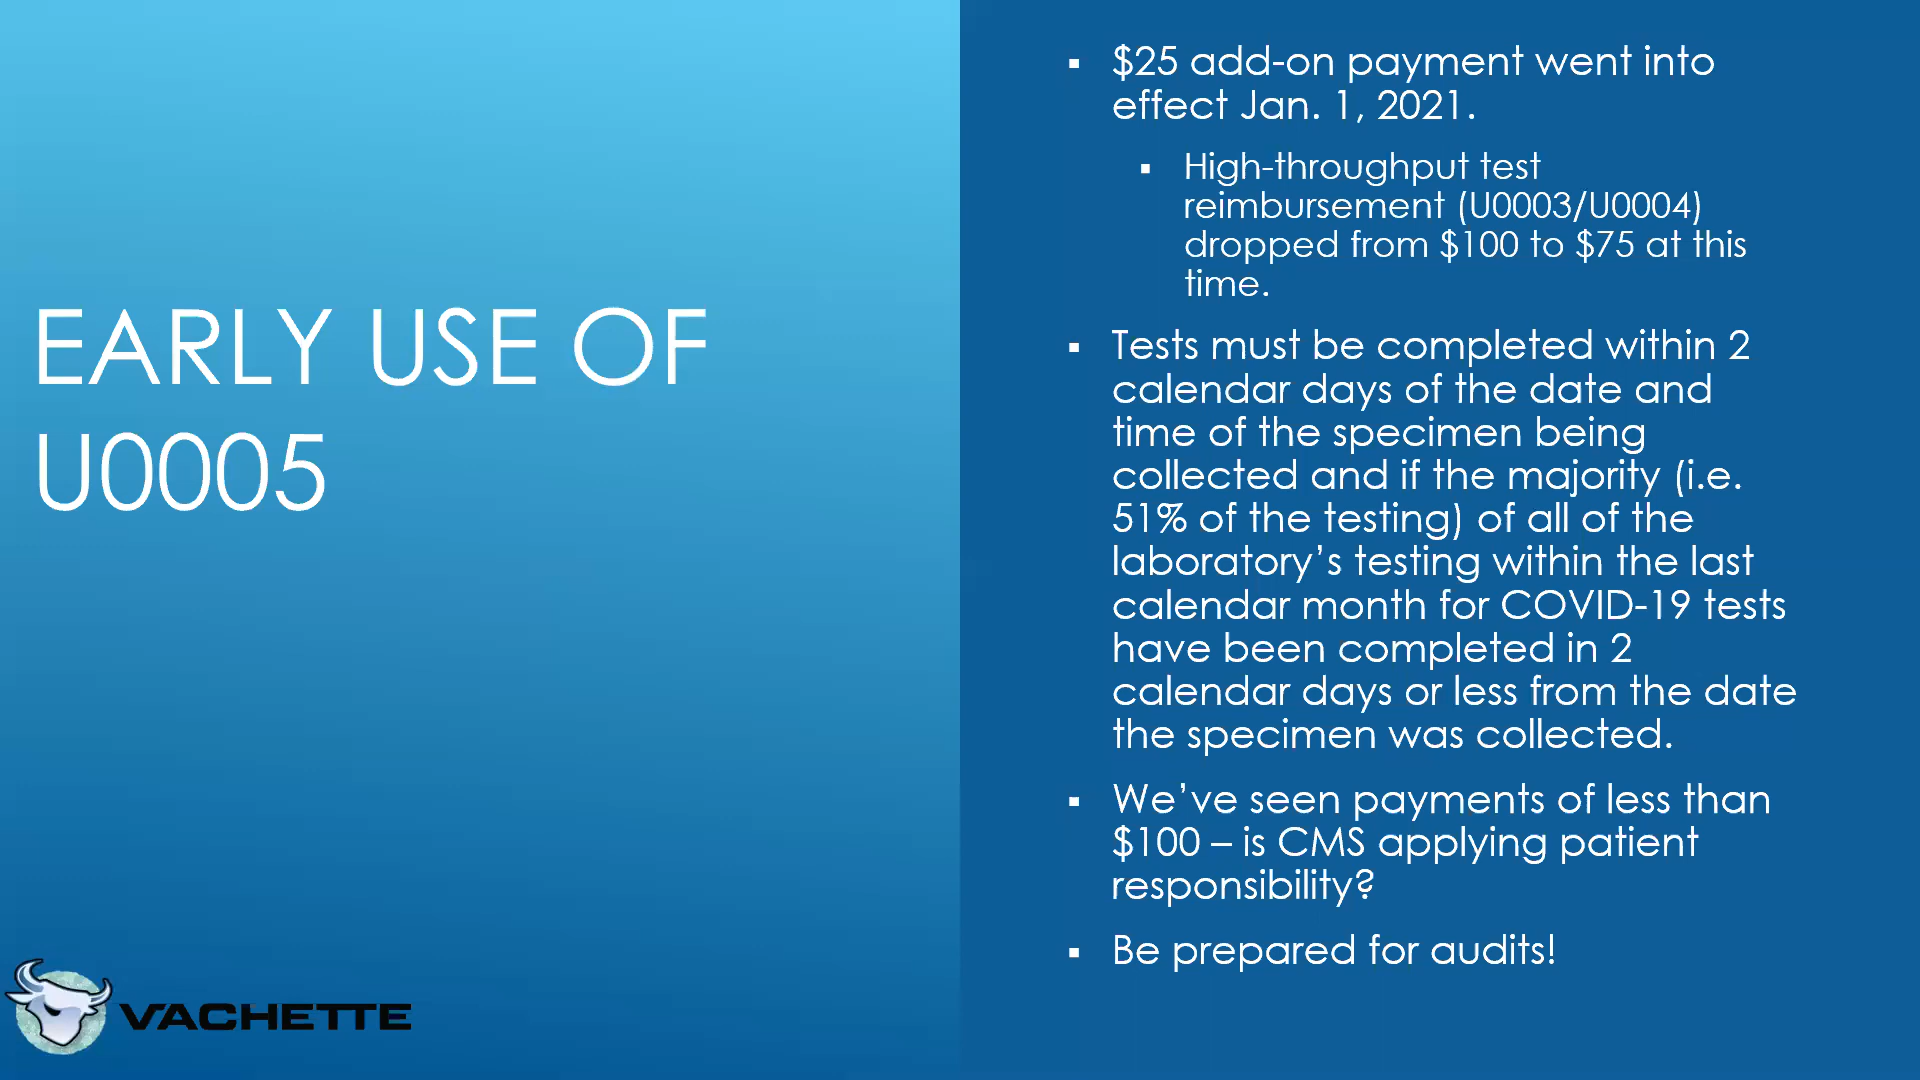 EARLY USE OF
U0005
▪ $25 add-on payment went into
effect Jan. 1, 2021.
▪ High-throughput test
reimbursement (U0003/U0004)
dropped from $100 to $75 at this
time.
▪ Tests must be completed within 2
calendar days of the date and
time of the specimen being
collected and if the majority (i.e.
51% of the testing) of all of the
laboratory’s testing within the last
calendar month for COVID-19 tests
have been completed in 2
calendar days or less from the date
the specimen was collected.
▪ We’ve seen payments of less than
$100 – is CMS applying patient
responsibility?
▪ Be prepared for audits!
VACHETTE